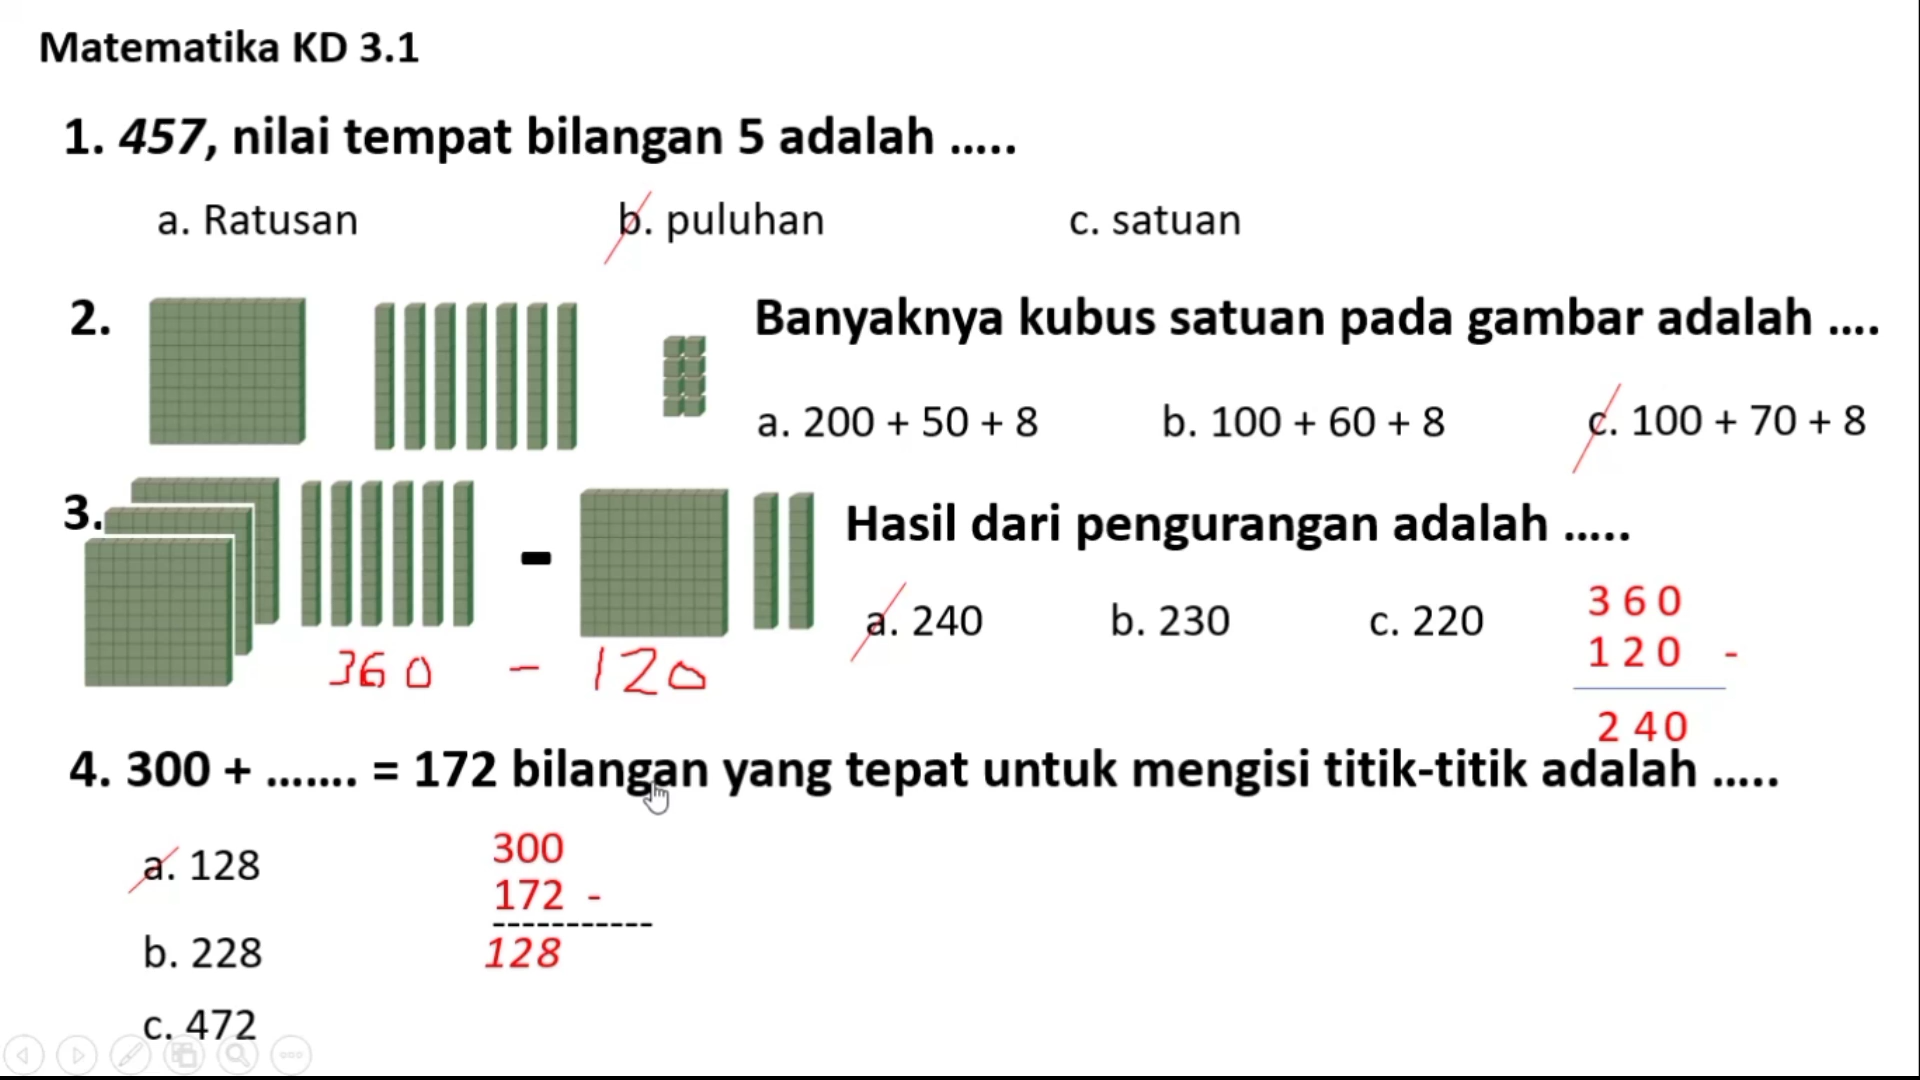 Matematika KD 3.1
1. 457, nilai tempat bilangan 5 adalah .....
a. Ratusan b. puluhan c. satuan
2. Banyaknya kubus satuan pada gambar adalah ....
a. 200 + 50 + 8 b. 100 + 60 + 8 c. 100 + 70 + 8
3. - Hasil dari pengurangan adalah .....
a. 240 b. 230 c. 220
360 - 120
3 6 0
1 2 0 -
2 4 0
4. 300 + ....... = 172 bilangan yang tepat untuk mengisi titik-titik adalah .....
a. 128
b. 228
c. 472
300
172 -
-----------
128